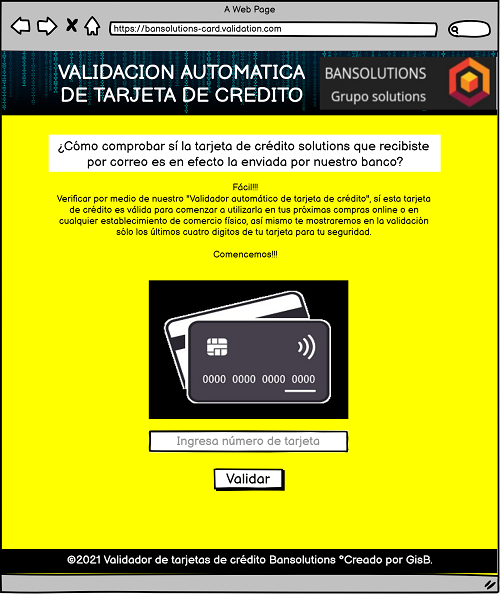 A Web Page
https://bansolutions-card.validation.com
VALIDACION AUTOMATICA
DE TARJETA DE CREDITO
BANSOLUTIONS
Grupo solutions
¿Cómo comprobar sí la tarjeta de crédito solutions que recibiste
por correo es en efecto la enviada por nuestro banco?
Fácil!!!
Verificar por medio de nuestro "Validador automático de tarjeta de crédito", sí esta tarjeta
de crédito es válida para comenzar a utilizarla en tus próximas compras online o en
cualquier establecimiento de comercio físico, así mismo te mostraremos en la validación
sólo los últimos cuatro digitos de tu tarjeta para tu seguridad.
Comencemos!!!
0000 0000 0000 0000
Ingresa número de tarjeta
Validar
©2021 Validador de tarjetas de crédito Bansolutions °Creado por GisB.